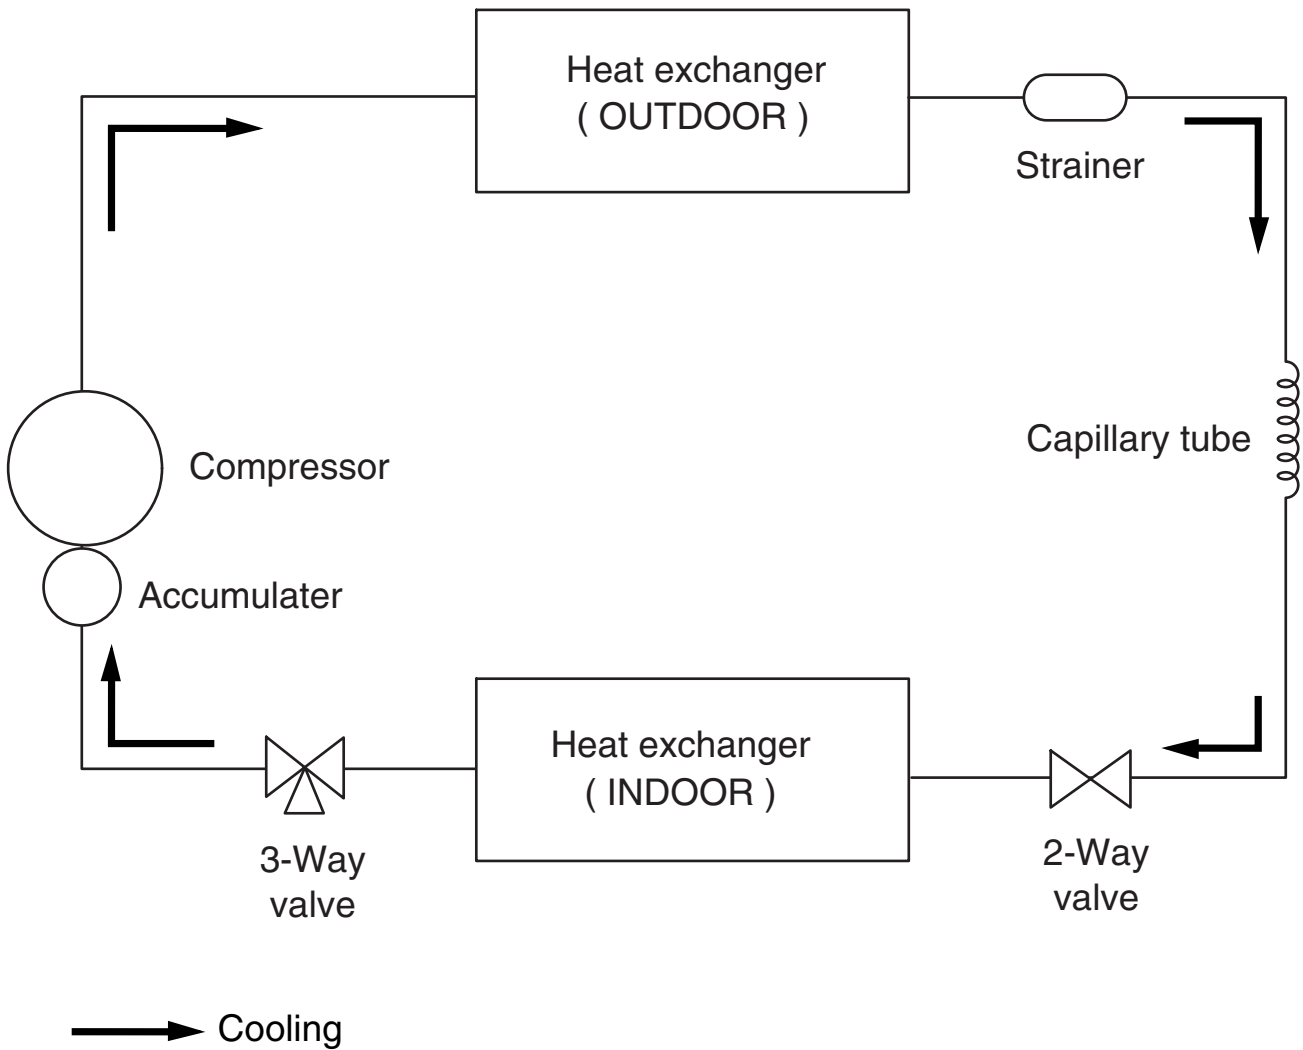 Heat exchanger
( OUTDOOR )
Strainer
Capillary tube
Compressor
Accumulater
Heat exchanger
( INDOOR )
3-Way
valve
2-Way
valve
Cooling